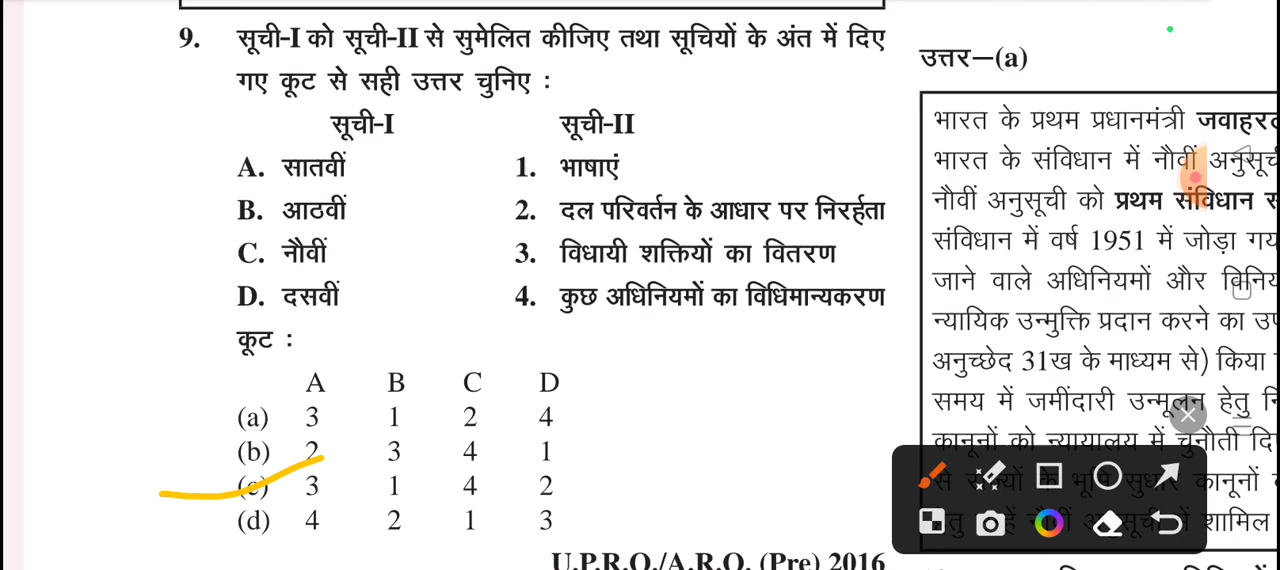 9. सूची-I को सूची-II से सुमेलित कीजिए तथा सूचियों के अंत में दिए
गए कूट से सही उत्तर चुनिए :
सूची-I सूची-II
A. सातवीं 1. भाषाएं
B. आठवीं 2. दल परिवर्तन के आधार पर निरर्हता
C. नौवीं 3. विधायी शक्तियों का वितरण
D. दसवीं 4. कुछ अधिनियमों का विधिमान्यकरण
कूट :
A B C D
(a) 3 1 2 4
(b) 2 3 4 1
(c) 3 1 4 2
(d) 4 2 1 3
U.P.R.O./A.R.O. (Pre) 2016
उत्तर—(a)
भारत के प्रथम प्रधानमंत्री
भारत के संविधान में नौवीं
नौवीं अनुसूची को प्रथम संविधान
संविधान में वर्ष 1951 में जोड़ा
जाने वाले अधिनियमों और
न्यायिक उन्मुक्ति प्रदान करने का
अनुच्छेद 31ख के माध्यम से) किया
समय में जमींदारी उन्मूलन हेतु
कानूनों को न्यायालय में चुनौती
के भूमि सुधार कानूनों
में शामिल